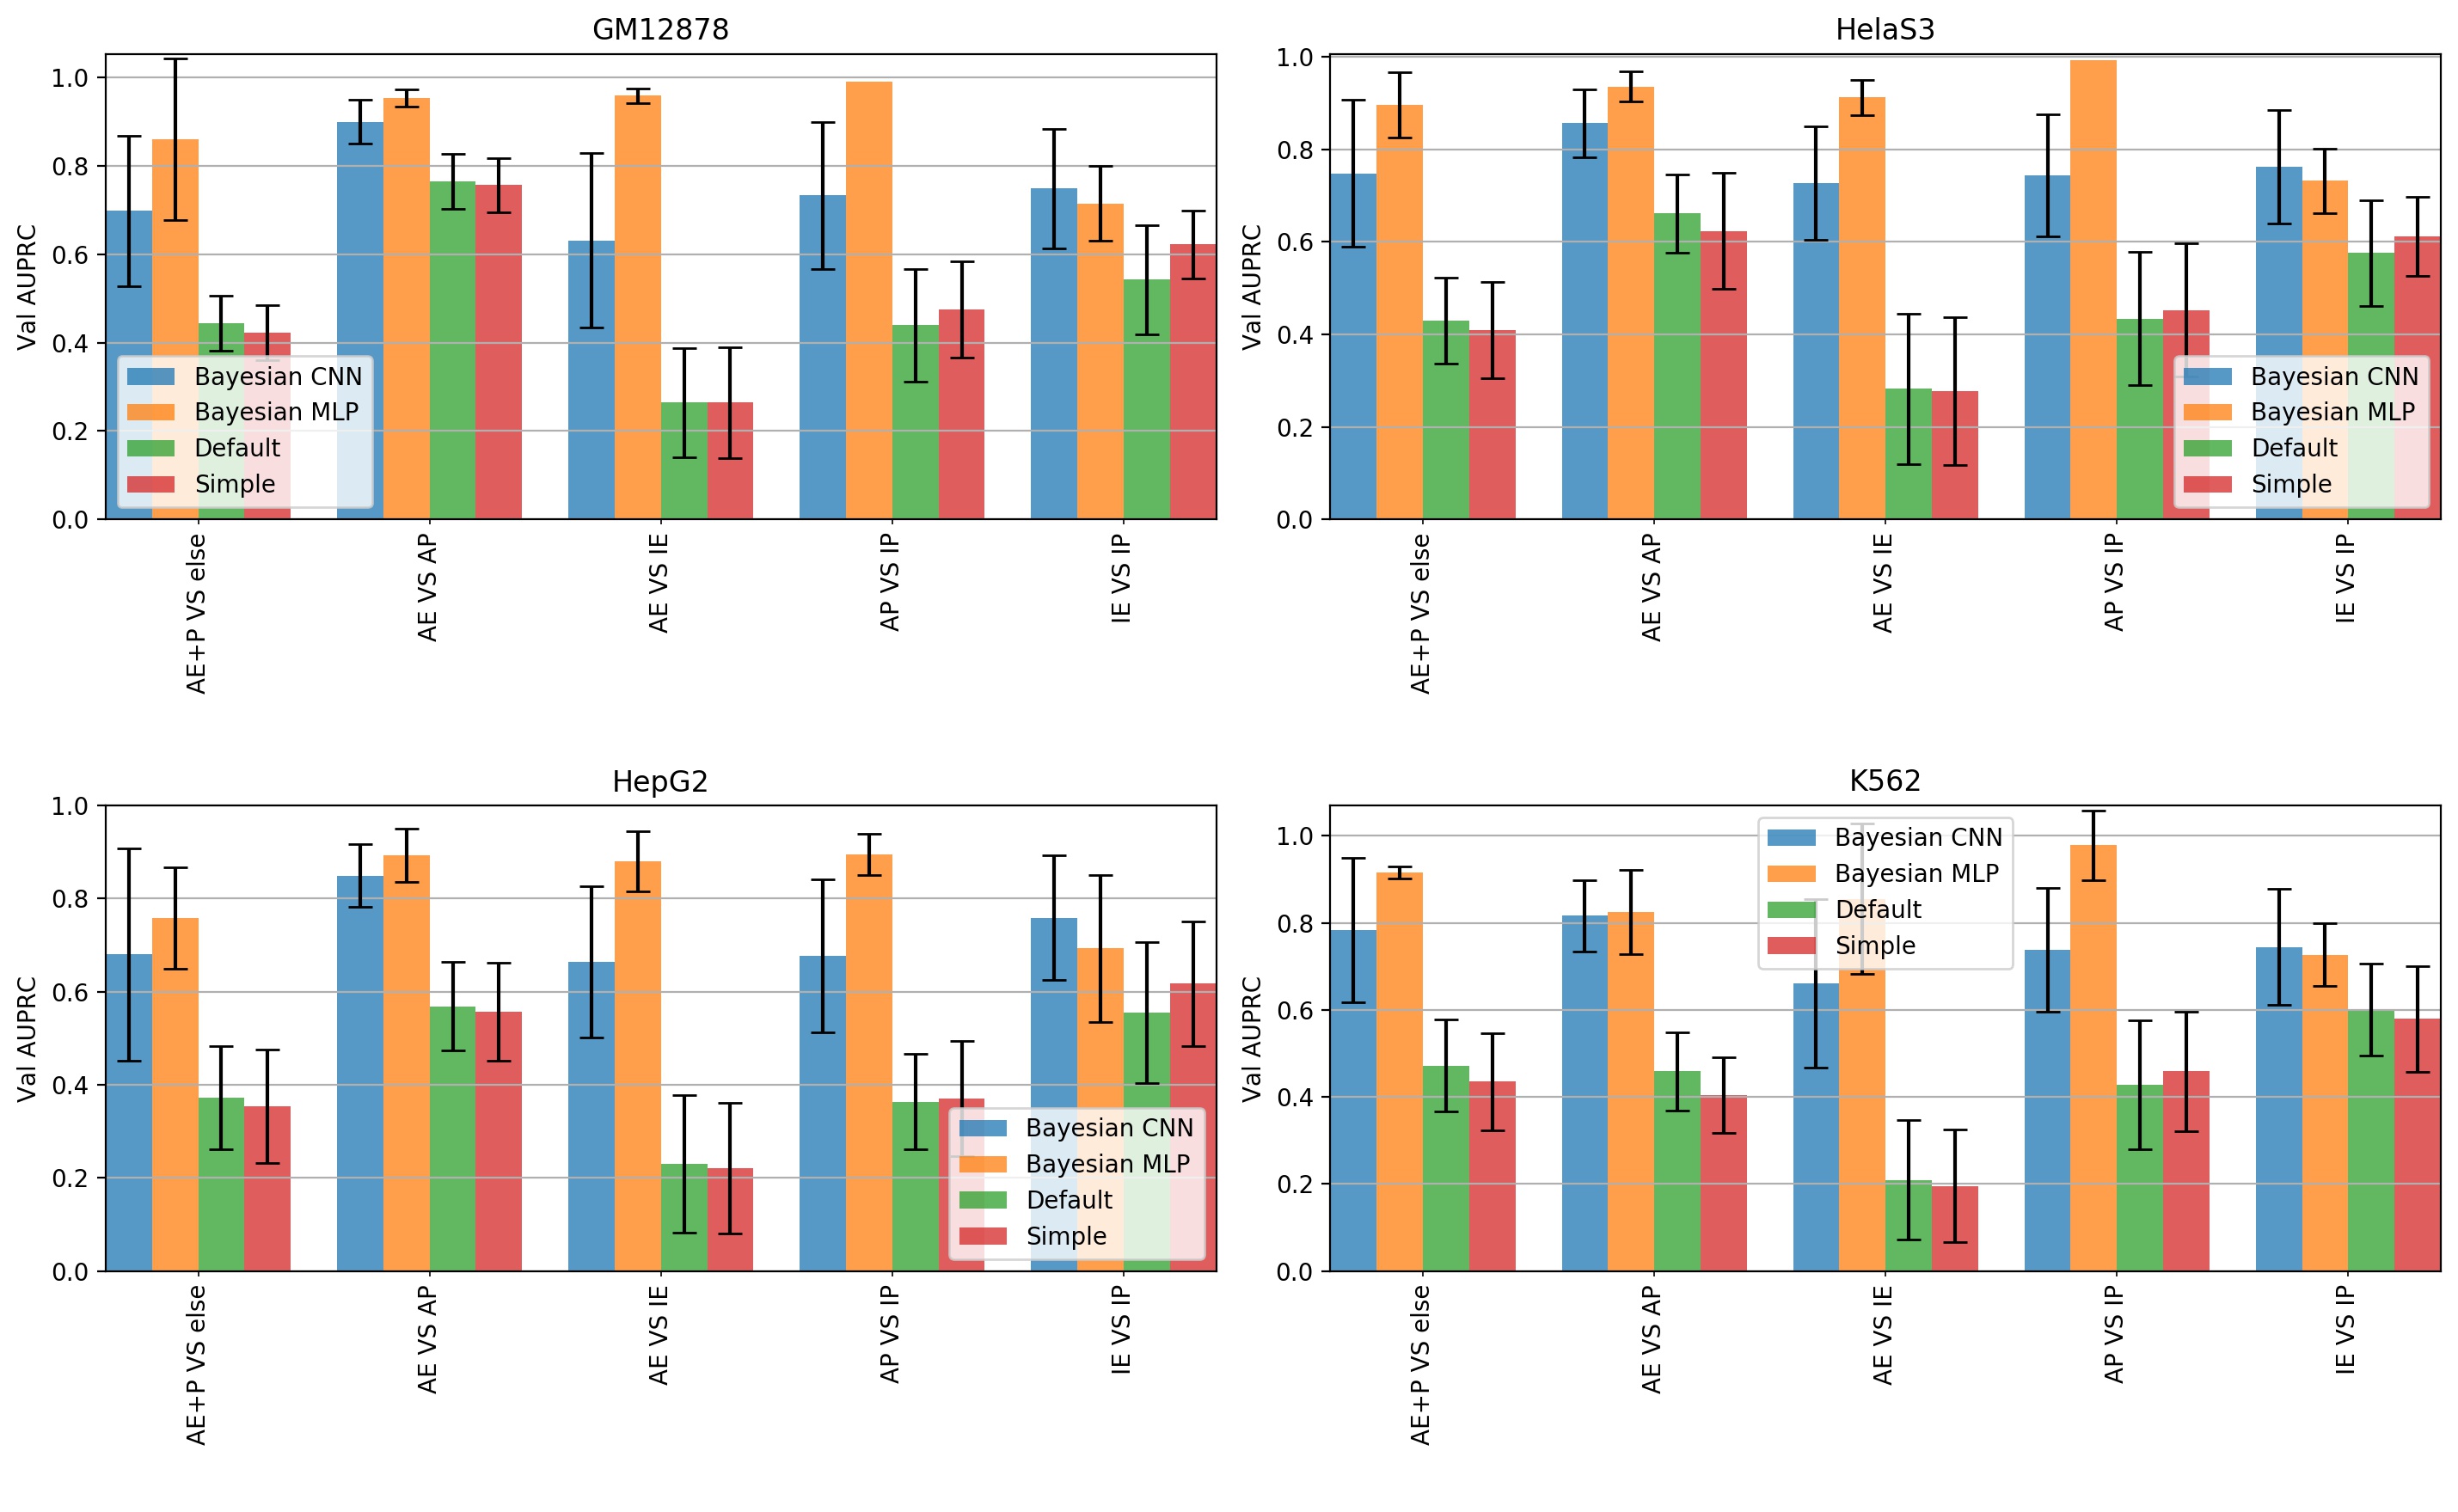 GM12878
Val AUPRC
1.0
0.8
0.6
0.4
0.2
0.0
Bayesian CNN
Bayesian MLP
Default
Simple
AE+P VS else
AE VS AP
AE VS IE
AP VS IP
IE VS IP
HelaS3
Val AUPRC
1.0
0.8
0.6
0.4
0.2
0.0
Bayesian CNN
Bayesian MLP
Default
Simple
AE+P VS else
AE VS AP
AE VS IE
AP VS IP
IE VS IP
HepG2
Val AUPRC
1.0
0.8
0.6
0.4
0.2
0.0
Bayesian CNN
Bayesian MLP
Default
Simple
AE+P VS else
AE VS AP
AE VS IE
AP VS IP
IE VS IP
K562
Val AUPRC
1.0
0.8
0.6
0.4
0.2
0.0
Bayesian CNN
Bayesian MLP
Default
Simple
AE+P VS else
AE VS AP
AE VS IE
AP VS IP
IE VS IP